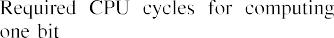 Required CPU cycles for computing
one bit